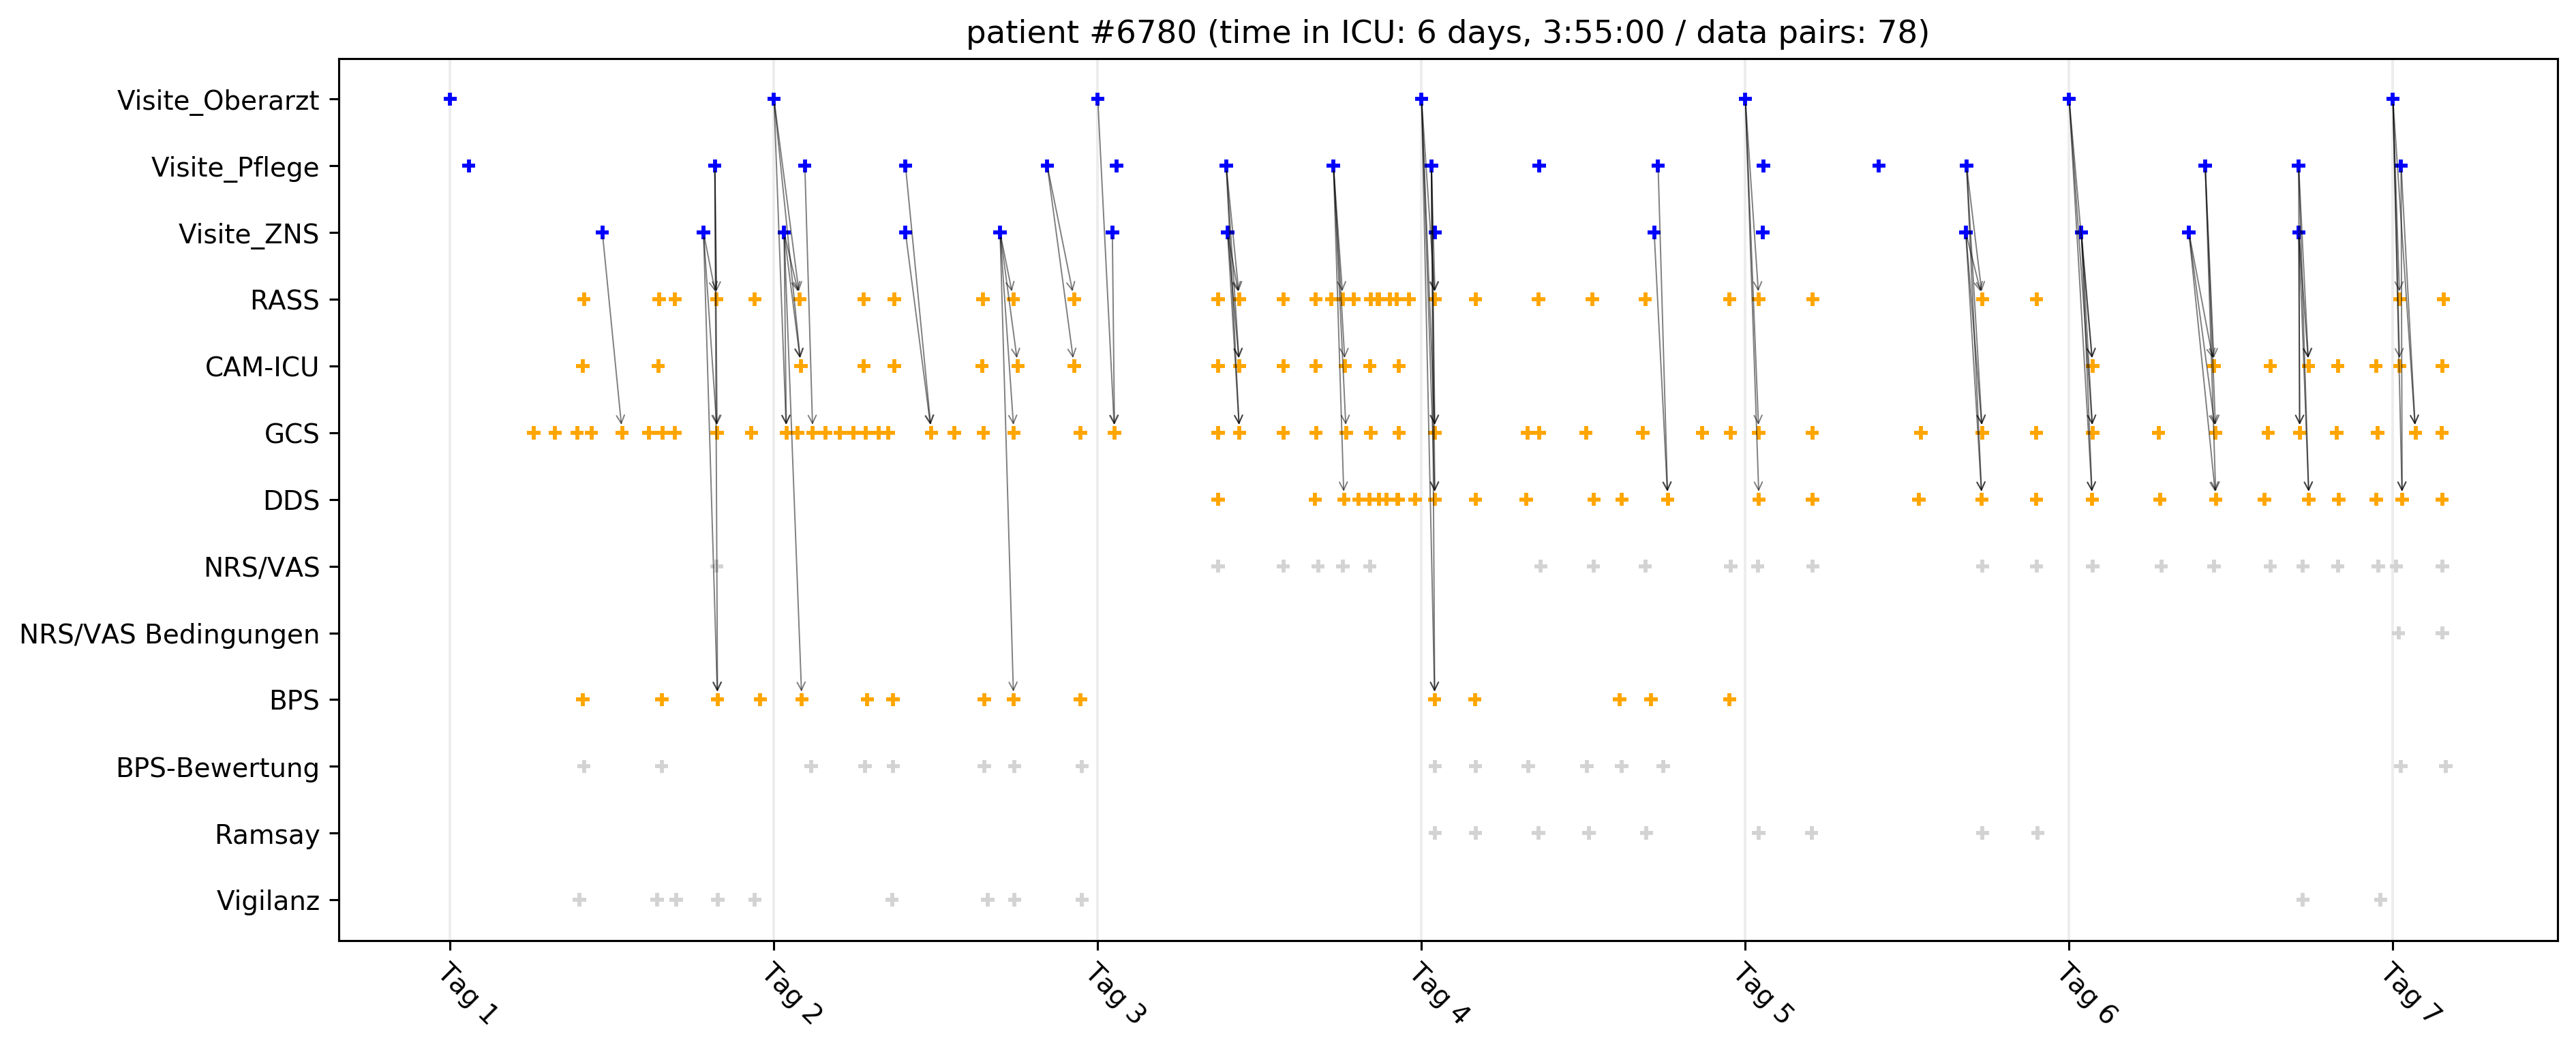 patient #6780 (time in ICU: 6 days, 3:55:00 / data pairs: 78)
Visite_Oberarzt
Visite_Pflege
Visite_ZNS
RASS
CAM-ICU
GCS
DDS
NRS/VAS
NRS/VAS Bedingungen
BPS
BPS-Bewertung
Ramsay
Vigilanz
Tag 1
Tag 2
Tag 3
Tag 4
Tag 5
Tag 6
Tag 7